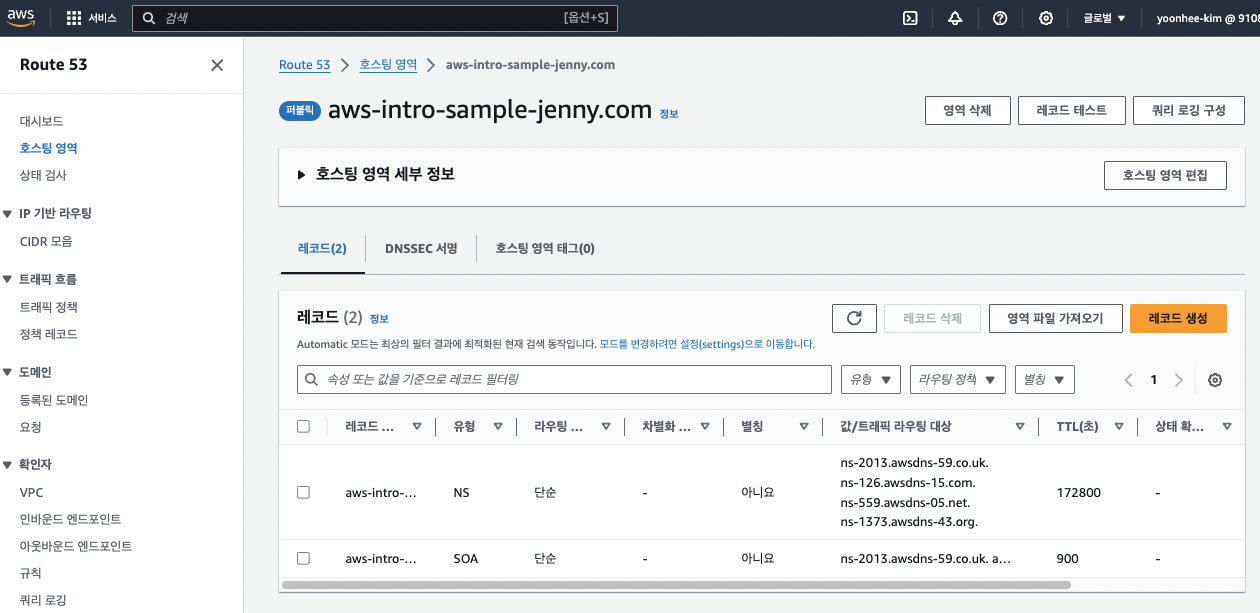 aws
서비스
검색
[옵션+S]
글로벌
yoonhee-kim @ 9108
Route 53
대시보드
호스팅 영역
상태 검사
IP 기반 라우팅
CIDR 모음
트래픽 흐름
트래픽 정책
정책 레코드
도메인
등록된 도메인
요청
확인자
VPC
인바운드 엔드포인트
아웃바운드 엔드포인트
규칙
쿼리 로깅
Route 53 > 호스팅 영역 > aws-intro-sample-jenny.com
퍼블릭 aws-intro-sample-jenny.com 정보
영역 삭제
레코드 테스트
쿼리 로깅 구성
호스팅 영역 세부 정보
호스팅 영역 편집
레코드(2)
DNSSEC 서명
호스팅 영역 태그(0)
레코드 (2) 정보
레코드 삭제
영역 파일 가져오기
레코드 생성
Automatic 모드는 최상의 필터 결과에 최적화된 현재 검색 동작입니다. 모드를 변경하려면 설정(settings)으로 이동합니다.
속성 또는 값을 기준으로 레코드 필터링
유형
라우팅 정책
별칭
1
레코드 ... 유형 라우팅 ... 차별화 ... 별칭 값/트래픽 라우팅 대상 TTL(초) 상태 확...
aws-intro-... NS 단순 - 아니요
ns-2013.awsdns-59.co.uk.
ns-126.awsdns-15.com.
ns-559.awsdns-05.net.
ns-1373.awsdns-43.org.
172800 -
aws-intro-... SOA 단순 - 아니요 ns-2013.awsdns-59.co.uk. a... 900 -